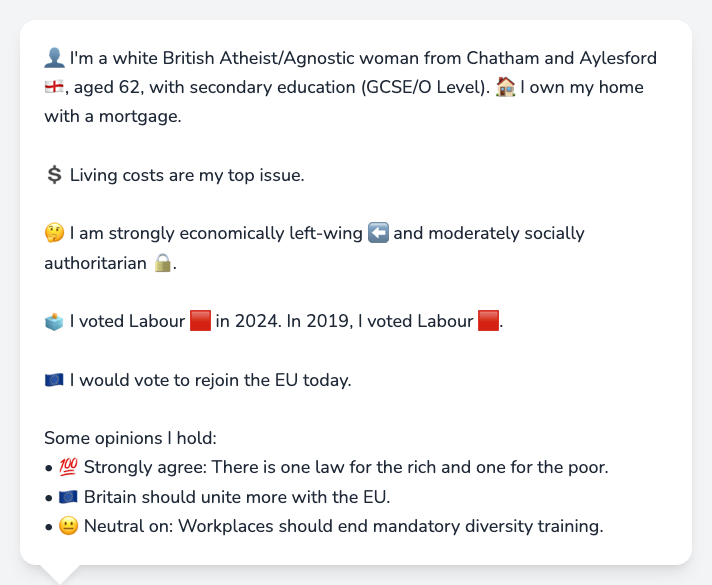 👤 I'm a white British Atheist/Agnostic woman from Chatham and Aylesford
🏴󠁧󠁢󠁥󠁮󠁧󠁿, aged 62, with secondary education (GCSE/O Level). 🏠 I own my home
with a mortgage.
💲 Living costs are my top issue.
🤔 I am strongly economically left-wing ⬅️ and moderately socially
authoritarian 🔒.
🗳️ I voted Labour 🟥 in 2024. In 2019, I voted Labour 🟥.
🇪🇺 I would vote to rejoin the EU today.
Some opinions I hold:
• 💯 Strongly agree: There is one law for the rich and one for the poor.
• 🇪🇺 Britain should unite more with the EU.
• 😐 Neutral on: Workplaces should end mandatory diversity training.